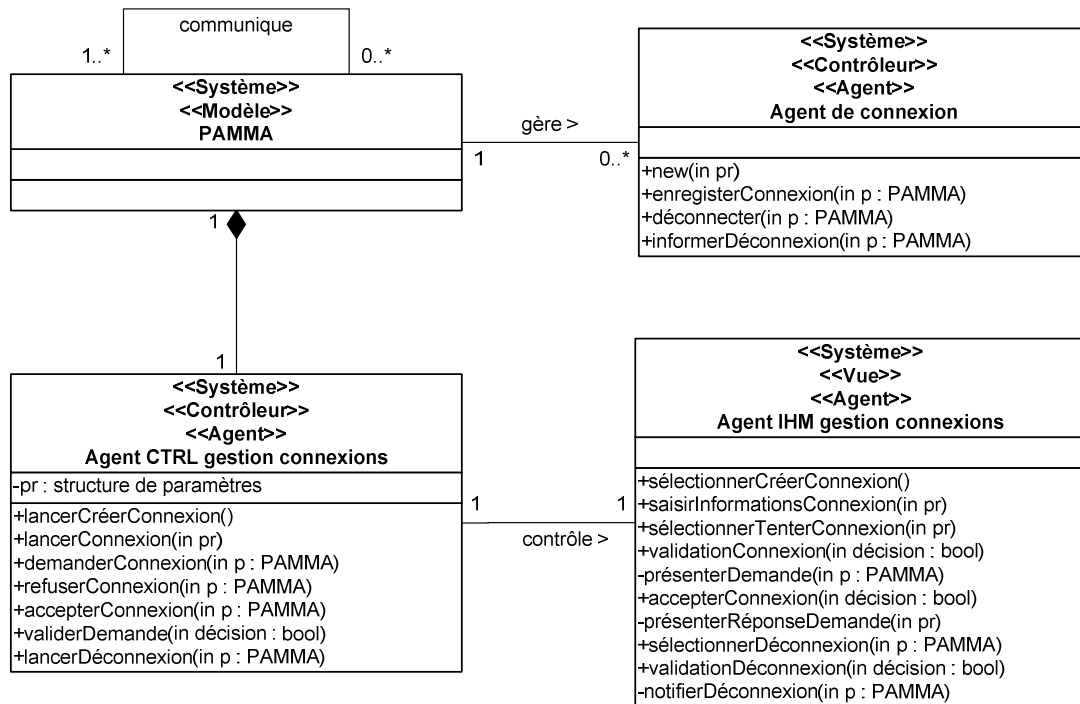 communique
1..*
0..*
<<Système>>
<<Modèle>>
PAMMA
gère >
1
0..*
<<Système>>
<<Contrôleur>>
<<Agent>>
Agent de connexion
+new(in pr)
+enregisterConnexion(in p : PAMMA)
+déconnecter(in p : PAMMA)
+informerDéconnexion(in p : PAMMA)
1
1
<<Système>>
<<Contrôleur>>
<<Agent>>
Agent CTRL gestion connexions
-pr : structure de paramètres
+lancerCréerConnexion()
+lancerConnexion(in pr)
+demanderConnexion(in p : PAMMA)
+refuserConnexion(in p : PAMMA)
+accepterConnexion(in p : PAMMA)
+validerDemande(in décision : bool)
+lancerDéconnexion(in p : PAMMA)
1
1
contrôle >
<<Système>>
<<Vue>>
<<Agent>>
Agent IHM gestion connexions
+sélectionnerCréerConnexion()
+saisirInformationsConnexion(in pr)
+sélectionnerTenterConnexion(in pr)
+validationConnexion(in décision : bool)
-présenterDemande(in p : PAMMA)
+accepterConnexion(in décision : bool)
-présenterRéponseDemande(in pr)
+sélectionnerDéconnexion(in p : PAMMA)
+validationDéconnexion(in décision : bool)
-notifierDéconnexion(in p : PAMMA)